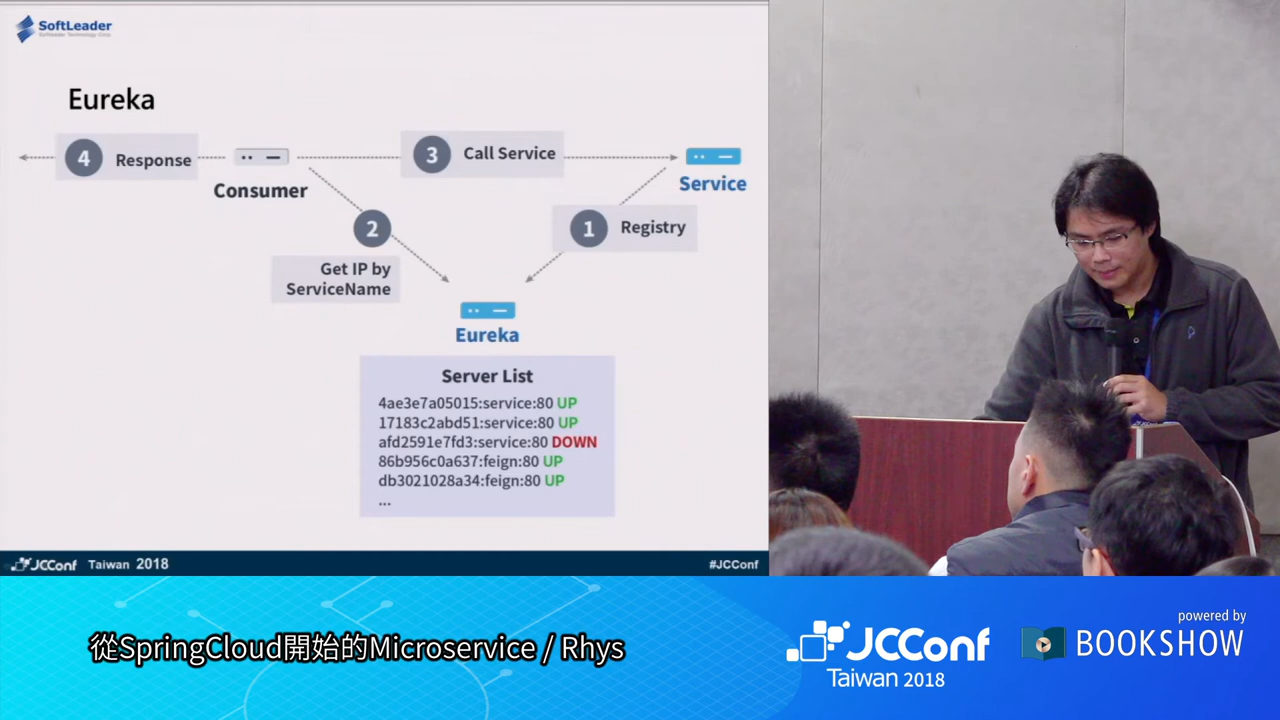 SoftLeader
Softleader Technology Corp.
Eureka
4 Response
Consumer
3 Call Service
Service
2
Get IP by
ServiceName
1 Registry
Eureka
Server List
4ae3e7a05015:service:80 UP
17183c2abd51:service:80 UP
afd2591e7fd3:service:80 DOWN
86b956c0a637:feign:80 UP
db3021028a34:feign:80 UP
...
JCConf Taiwan 2018
#JCConf
從SpringCloud開始的Microservice / Rhys
JCConf
Taiwan 2018
powered by
BOOKSHOW